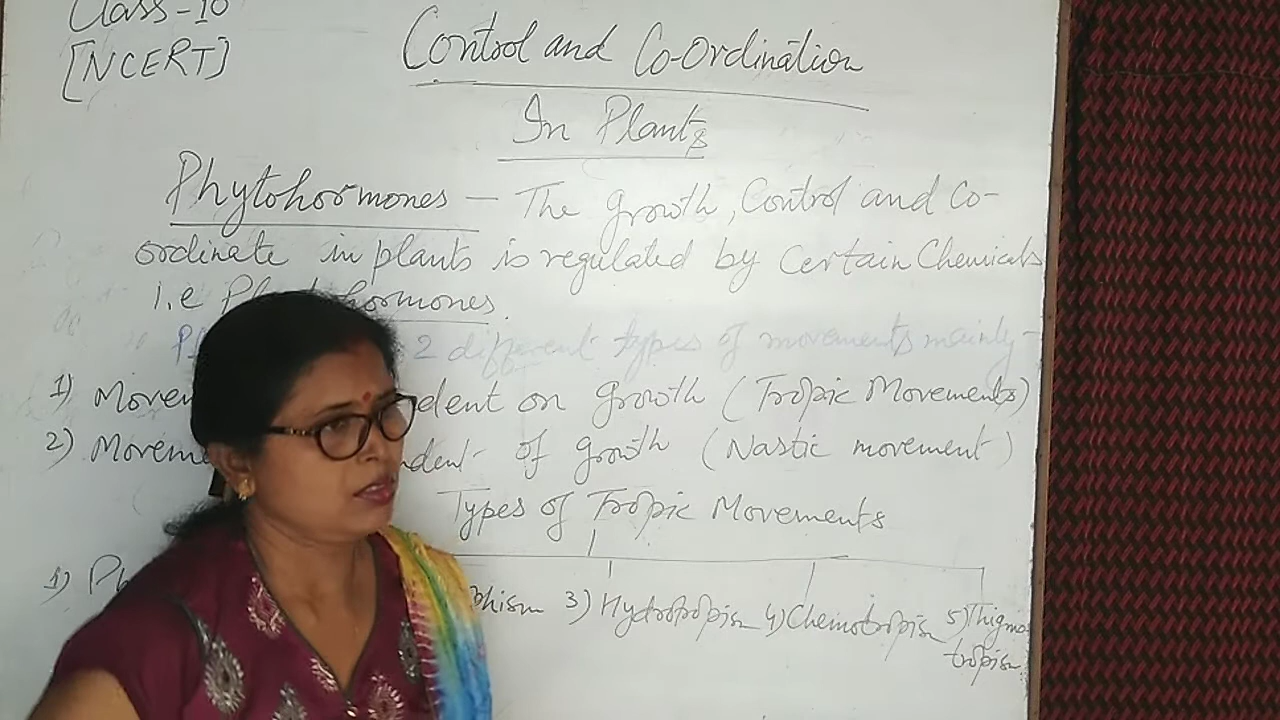 Class-10
[NCERT]
Control and Co-Ordination
In Plants
Phytohormones - The growth, Control and Co-
ordinate in plants is regulated by Certain Chemicals
i.e hormones.
2 different types of movements mainly-
1) on growth (Tropic Movements)
2) of growth (Nastic movement)
Types of Tropic Movements
1) 3) Hydrotropism 4) Chemotropism 5) Thigmo
tropism